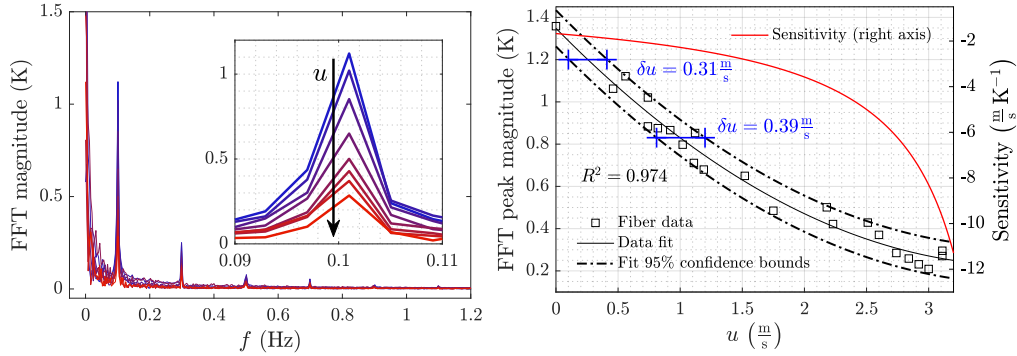 FFT magnitude (K)
1.5
1
0.5
0
0
0.2
0.4
0.6
0.8
1
1.2
f (Hz)
u
1
0.5
0
0.09
0.1
0.11
FFT peak magnitude (K)
1.4
1.2
1
0.8
0.6
0.4
0.2
0
0.5
1
1.5
2
2.5
3
u (m/s)
Sensitivity (right axis)
δu = 0.31 m/s
δu = 0.39 m/s
R² = 0.974
Fiber data
Data fit
Fit 95% confidence bounds
-2
-4
-6
-8
-10
-12
Sensitivity (m/s K⁻¹)